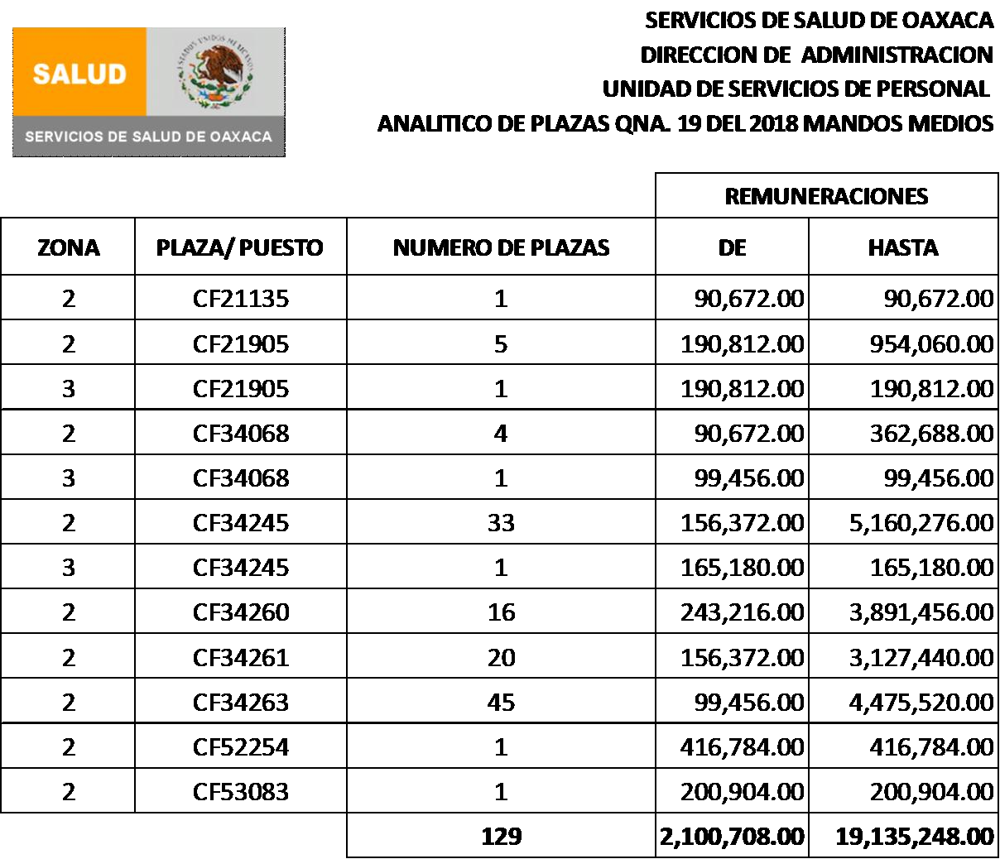 SERVICIOS DE SALUD DE OAXACA
DIRECCION DE ADMINISTRACION
UNIDAD DE SERVICIOS DE PERSONAL
ANALITICO DE PLAZAS QNA. 19 DEL 2018 MANDOS MEDIOS
SALUD
ESTADOS UNIDOS MEXICANOS
SERVICIOS DE SALUD DE OAXACA
REMUNERACIONES
ZONA PLAZA/ PUESTO NUMERO DE PLAZAS DE HASTA
2 CF21135 1 90,672.00 90,672.00
2 CF21905 5 190,812.00 954,060.00
3 CF21905 1 190,812.00 190,812.00
2 CF34068 4 90,672.00 362,688.00
3 CF34068 1 99,456.00 99,456.00
2 CF34245 33 156,372.00 5,160,276.00
3 CF34245 1 165,180.00 165,180.00
2 CF34260 16 243,216.00 3,891,456.00
2 CF34261 20 156,372.00 3,127,440.00
2 CF34263 45 99,456.00 4,475,520.00
2 CF52254 1 416,784.00 416,784.00
2 CF53083 1 200,904.00 200,904.00
129 2,100,708.00 19,135,248.00